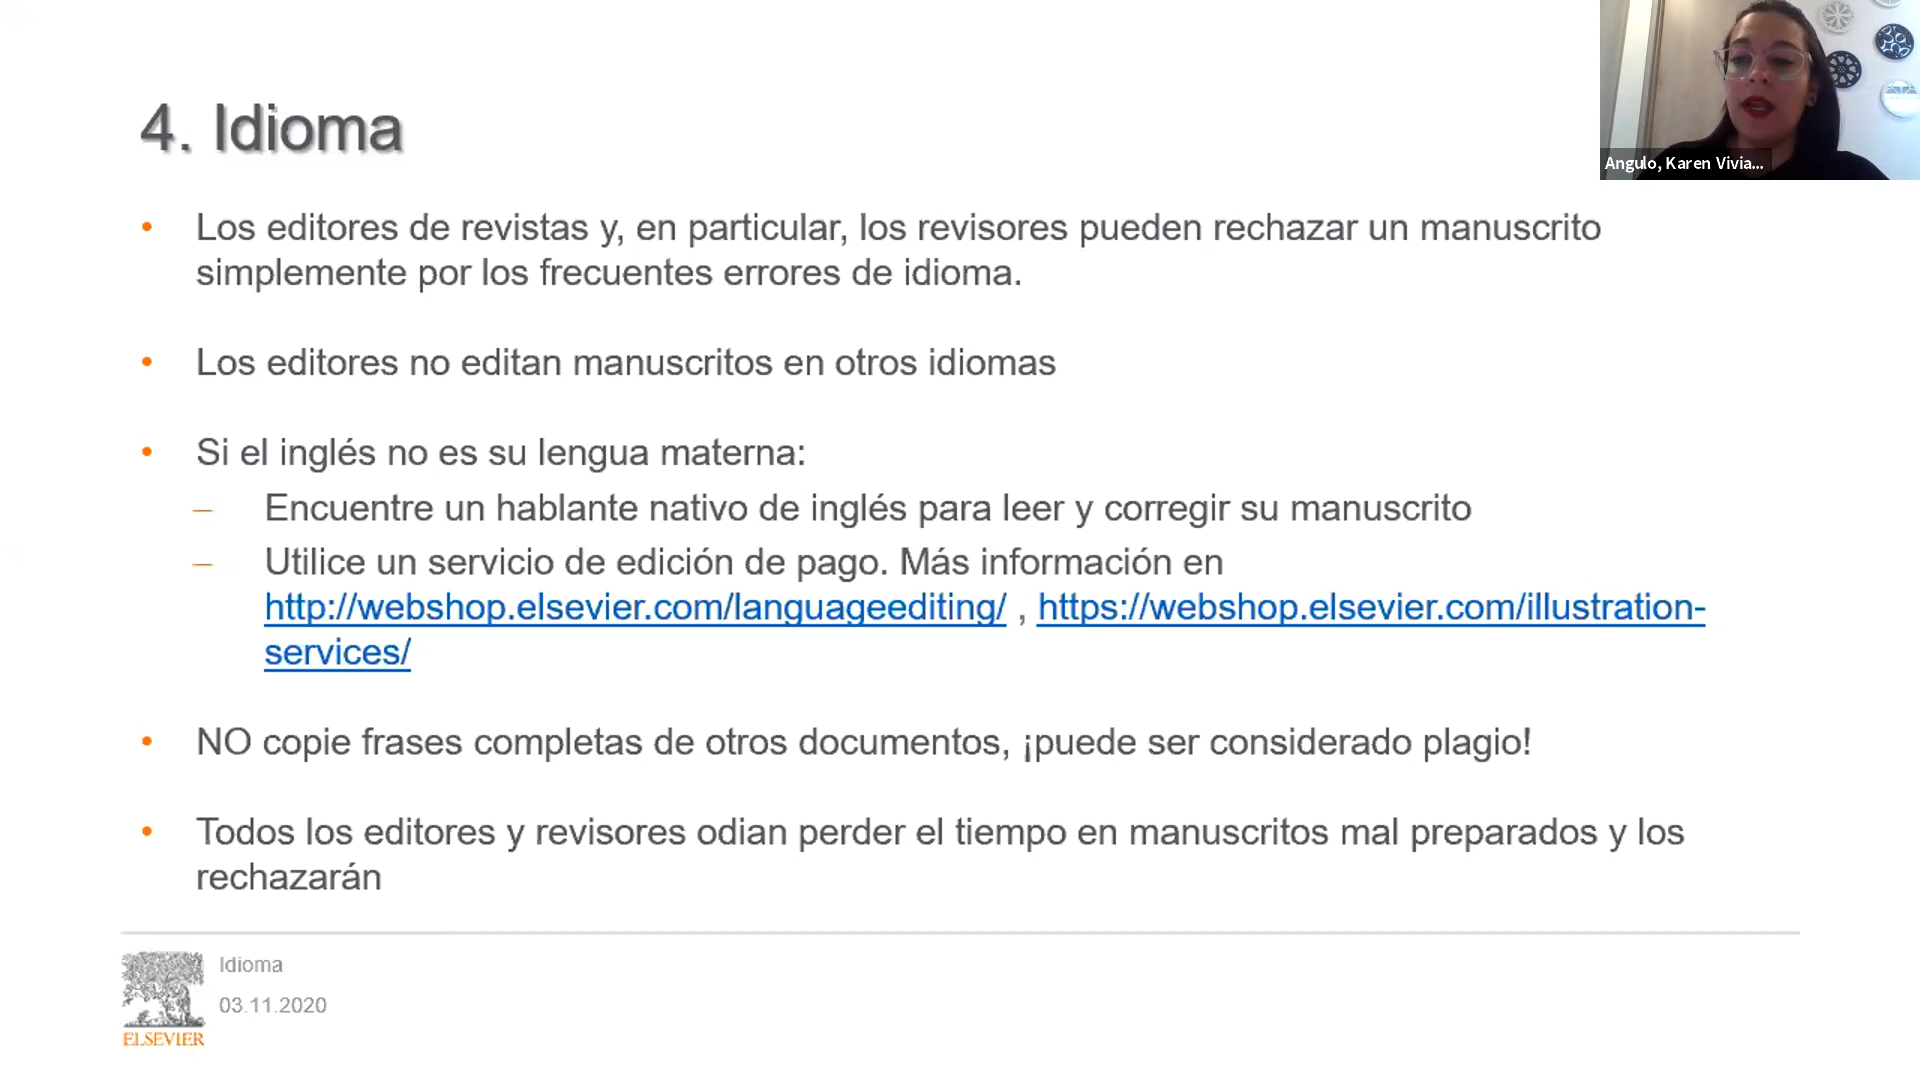 4. Idioma
Angulo, Karen Vivia...
• Los editores de revistas y, en particular, los revisores pueden rechazar un manuscrito
simplemente por los frecuentes errores de idioma.
• Los editores no editan manuscritos en otros idiomas
• Si el inglés no es su lengua materna:
– Encuentre un hablante nativo de inglés para leer y corregir su manuscrito
– Utilice un servicio de edición de pago. Más información en
http://webshop.elsevier.com/languageediting/ , https://webshop.elsevier.com/illustration-
services/
• NO copie frases completas de otros documentos, ¡puede ser considerado plagio!
• Todos los editores y revisores odian perder el tiempo en manuscritos mal preparados y los
rechazarán
Idioma
03.11.2020
ELSEVIER